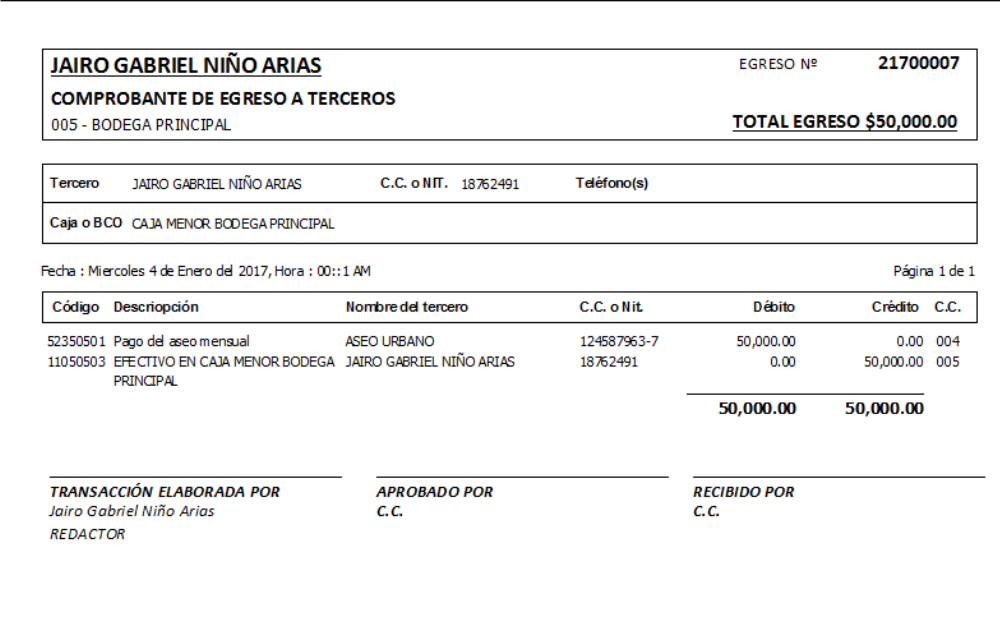 JAIRO GABRIEL NIÑO ARIAS
EGRESO Nº 21700007
COMPROBANTE DE EGRESO A TERCEROS
005 - BODEGA PRINCIPAL
TOTAL EGRESO $50,000.00
Tercero JAIRO GABRIEL NIÑO ARIAS C.C. o NIT. 18762491 Teléfono(s)
Caja o BCO CAJA MENOR BODEGA PRINCIPAL
Fecha : Miercoles 4 de Enero del 2017, Hora : 00::1 AM Página 1 de 1
Código Descriopción Nombre del tercero C.C. o Nit. Débito Crédito C.C.
52350501 Pago del aseo mensual ASEO URBANO 124587963-7 50,000.00 0.00 004
11050503 EFECTIVO EN CAJA MENOR BODEGA JAIRO GABRIEL NIÑO ARIAS 18762491 0.00 50,000.00 005
PRINCIPAL
50,000.00 50,000.00
TRANSACCIÓN ELABORADA POR APROBADO POR RECIBIDO POR
Jairo Gabriel Niño Arias C.C. C.C.
REDACTOR